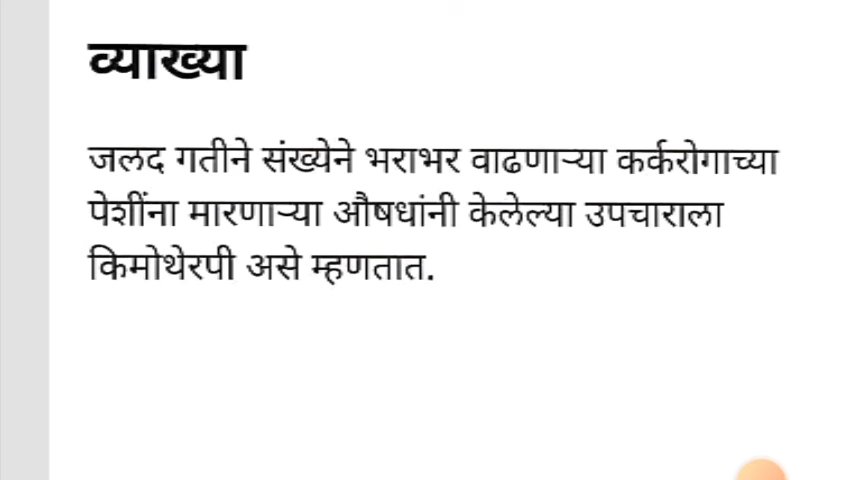 व्याख्या
जलद गतीने संख्येने भराभर वाढणाऱ्या कर्करोगाच्या
पेशींना मारणाऱ्या औषधांनी केलेल्या उपचाराला
किमोथेरपी असे म्हणतात.